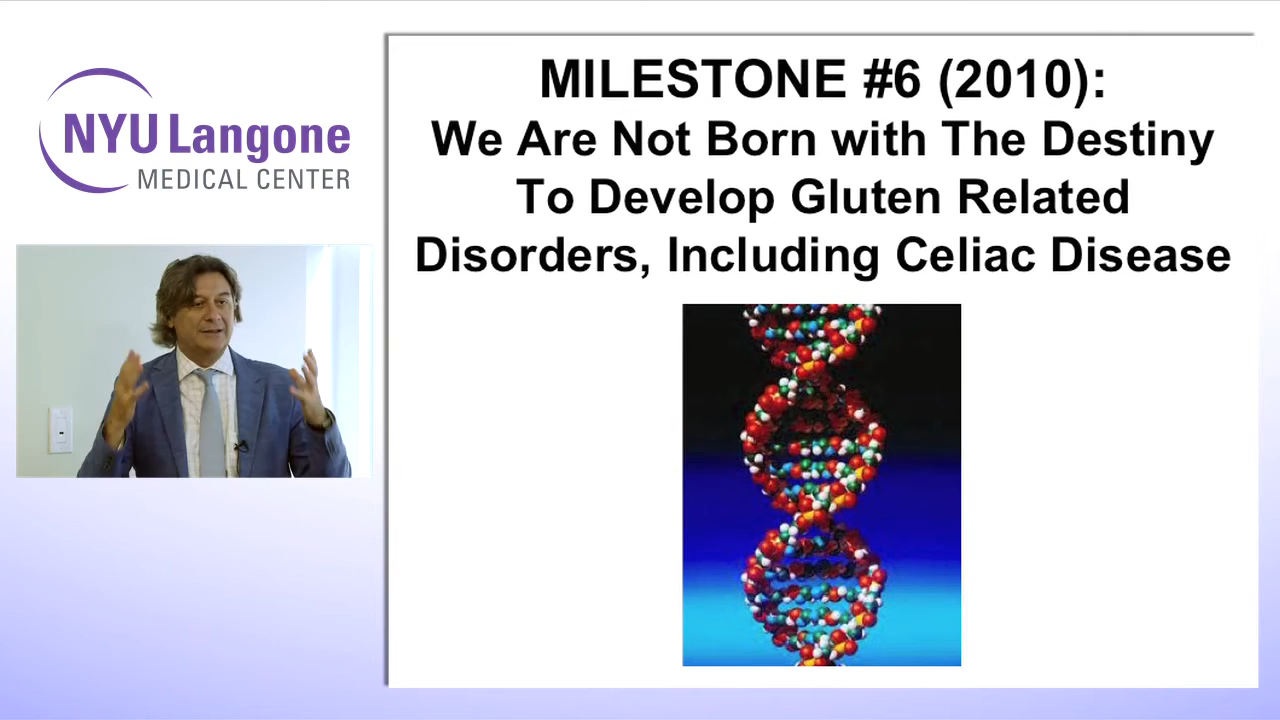 NYU Langone
MEDICAL CENTER
MILESTONE #6 (2010):
We Are Not Born with The Destiny
To Develop Gluten Related
Disorders, Including Celiac Disease